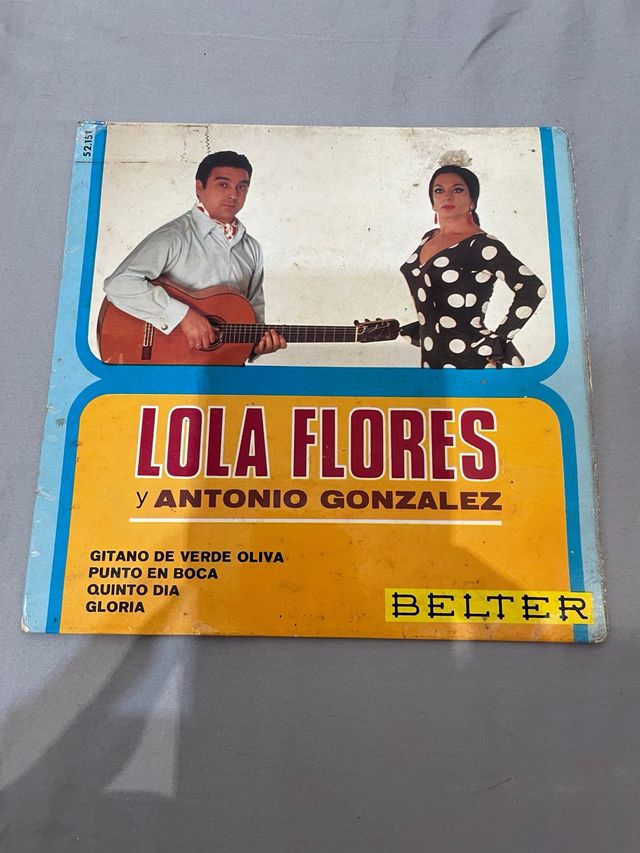 52.151
LOLA FLORES
y ANTONIO GONZALEZ
GITANO DE VERDE OLIVA
PUNTO EN BOCA
QUINTO DIA
GLORIA
BELTER